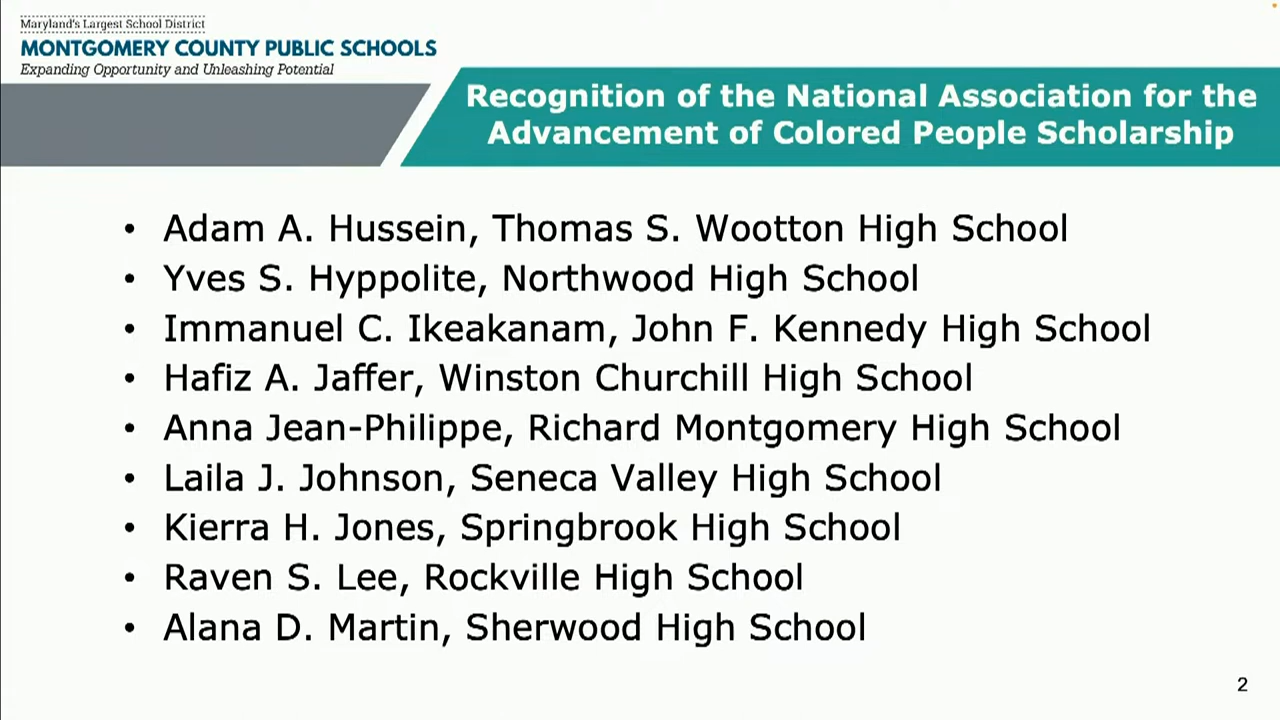 Maryland's Largest School District
MONTGOMERY COUNTY PUBLIC SCHOOLS
Expanding Opportunity and Unleashing Potential
Recognition of the National Association for the
Advancement of Colored People Scholarship
• Adam A. Hussein, Thomas S. Wootton High School
• Yves S. Hyppolite, Northwood High School
• Immanuel C. Ikeakanam, John F. Kennedy High School
• Hafiz A. Jaffer, Winston Churchill High School
• Anna Jean-Philippe, Richard Montgomery High School
• Laila J. Johnson, Seneca Valley High School
• Kierra H. Jones, Springbrook High School
• Raven S. Lee, Rockville High School
• Alana D. Martin, Sherwood High School
2